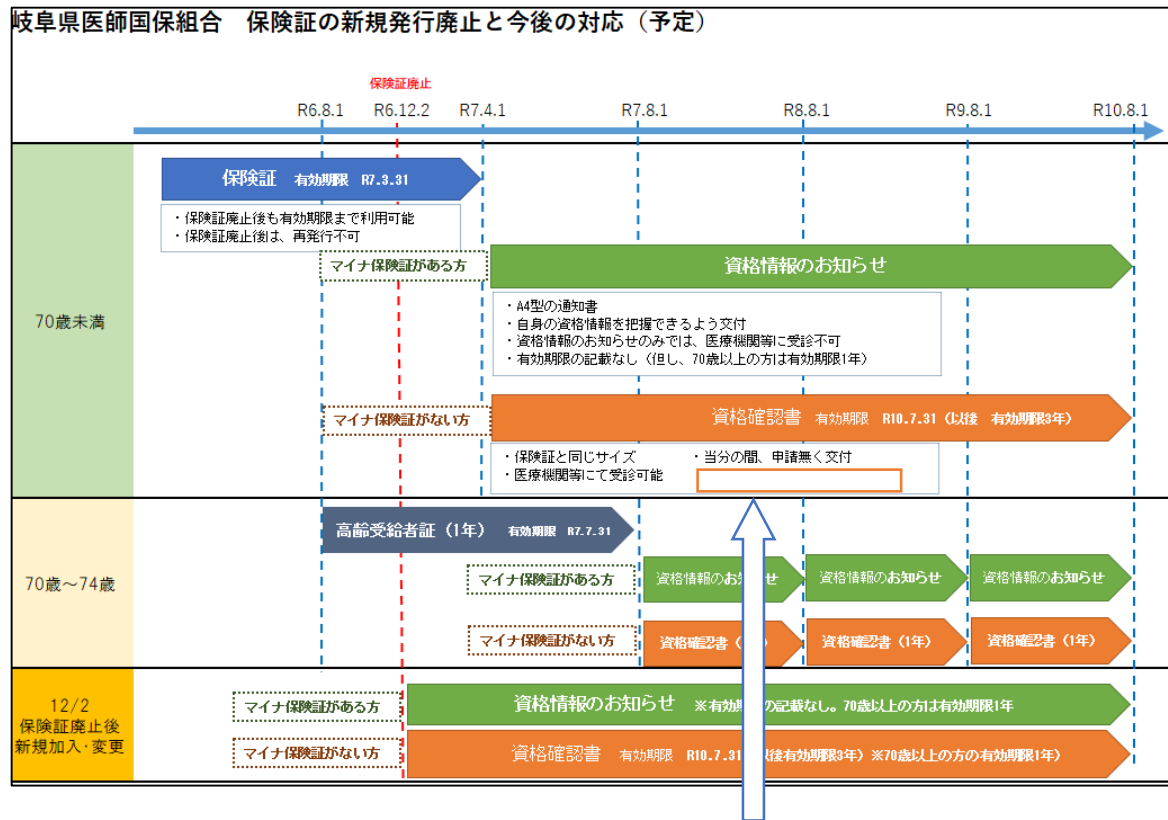 岐阜県医師国保組合　保険証の新規発行廃止と今後の対応（予定）
保険証廃止
R6.8.1 R6.12.2 R7.4.1 R7.8.1 R8.8.1 R9.8.1 R10.8.1
70歳未満
保険証　有効期限　R7.3.31
・保険証廃止後も有効期限まで利用可能
・保険証廃止後は、再発行不可
マイナ保険証がある方
資格情報のお知らせ
・A4型の通知書
・自身の資格情報を把握できるよう交付
・資格情報のお知らせのみでは、医療機関等に受診不可
・有効期限の記載なし（但し、70歳以上の方は有効期限1年）
マイナ保険証がない方
資格確認書　有効期限　R10.7.31（以後　有効期限3年）
・保険証と同じサイズ　・当分の間、申請無く交付
・医療機関等にて受診可能
70歳～74歳
高齢受給者証（1年）　有効期限　R7.7.31
マイナ保険証がある方
資格情報のお知らせ　資格情報のお知らせ　資格情報のお知らせ
マイナ保険証がない方
資格確認書（　資格確認書（1年）　資格確認書（1年）
12/2
保険証廃止後
新規加入・変更
マイナ保険証がある方
資格情報のお知らせ　※有効期　の記載なし。70歳以上の方は有効期限1年
マイナ保険証がない方
資格確認書　有効期限　R10.7.31　後有効期限3年）※70歳以上の方の有効期限1年）